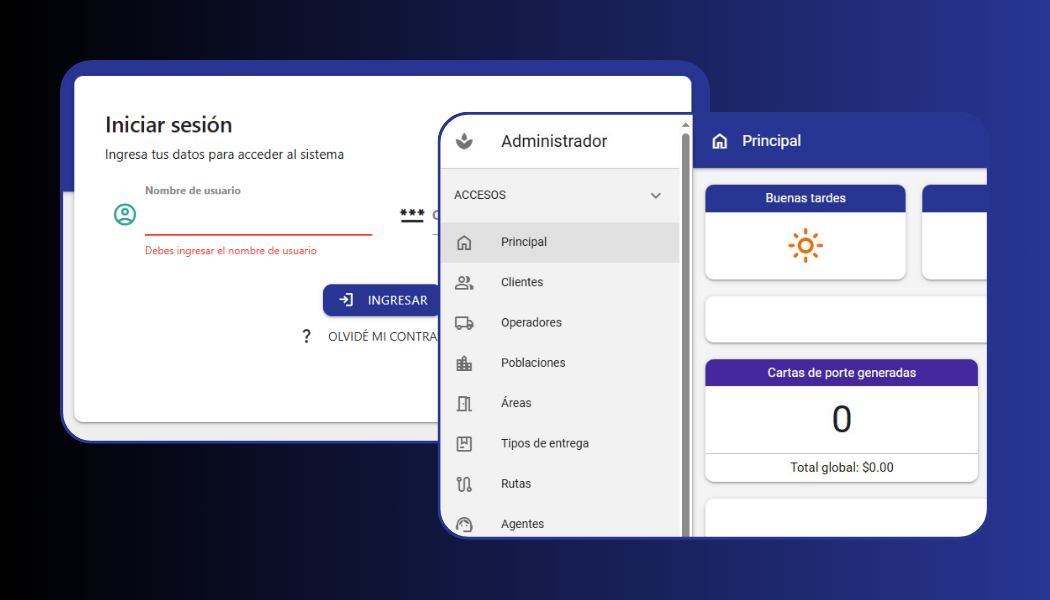 Iniciar sesión
Ingresa tus datos para acceder al sistema
Nombre de usuario
***
Debes ingresar el nombre de usuario
INGRESAR
? OLVIDÉ MI
Administrador
ACCESOS
Principal
Clientes
Operadores
Poblaciones
Áreas
Tipos de entrega
Rutas
Agentes
Principal
Buenas tardes
Cartas de porte generadas
0
Total global: $0.00